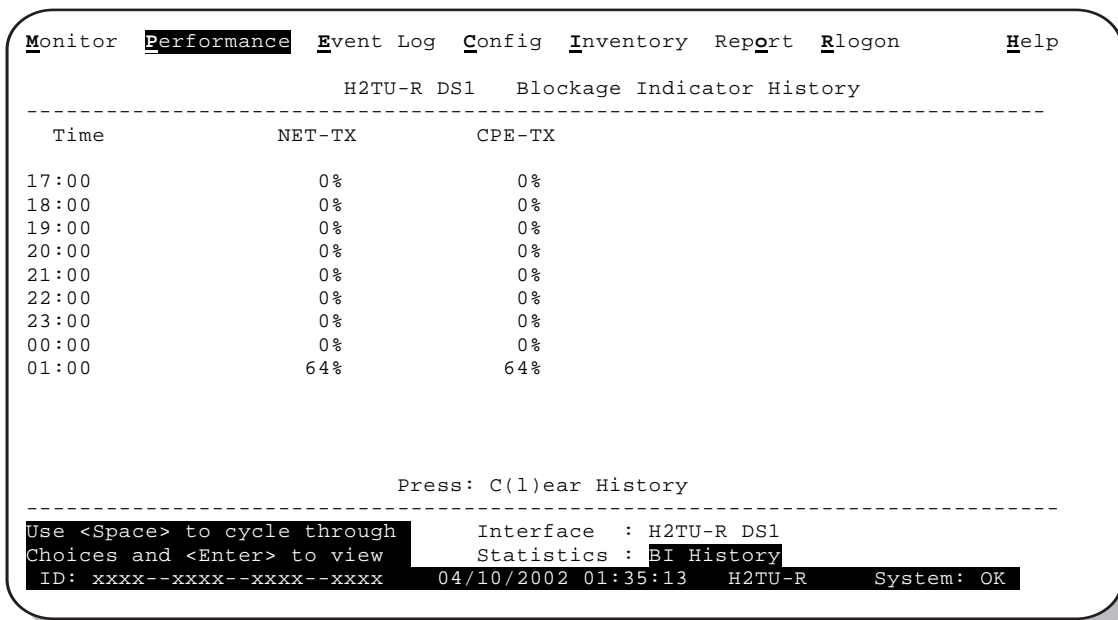 Monitor Performance Event Log Config Inventory Report Rlogon Help
H2TU-R DS1 Blockage Indicator History
--------------------------------------------------------------------------------
Time NET-TX CPE-TX
17:00 0% 0%
18:00 0% 0%
19:00 0% 0%
20:00 0% 0%
21:00 0% 0%
22:00 0% 0%
23:00 0% 0%
00:00 0% 0%
01:00 64% 64%
Press: C(l)ear History
--------------------------------------------------------------------------------
Use <Space> to cycle through Interface : H2TU-R DS1
Choices and <Enter> to view Statistics : BI History
ID: xxxx--xxxx--xxxx--xxxx 04/10/2002 01:35:13 H2TU-R System: OK